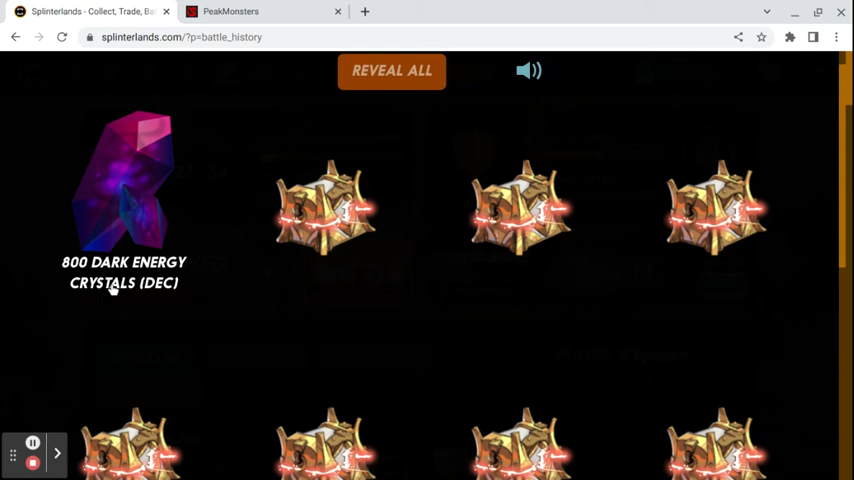 Splinterlands - Collect, Trade, Ba
PeakMonsters
splinterlands.com/?p=battle_history
REVEAL ALL
800 DARK ENERGY
CRYSTALS (DEC)